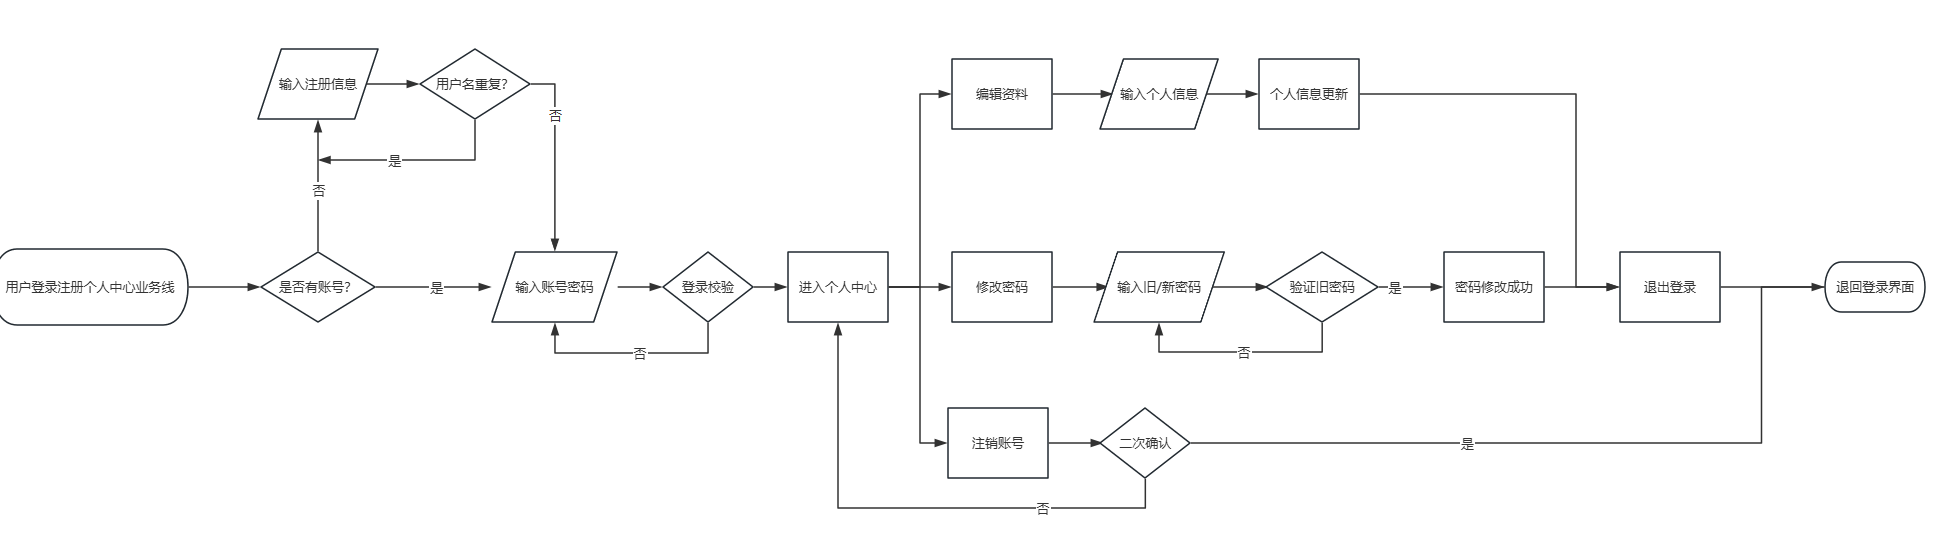 输入注册信息
用户名重复?
否
是
否
用户登录注册个人中心业务线
是否有账号?
是
输入账号密码
登录校验
否
进入个人中心
编辑资料
输入个人信息
个人信息更新
修改密码
输入旧/新密码
验证旧密码
是
否
密码修改成功
退出登录
退回登录界面
注销账号
二次确认
是
否